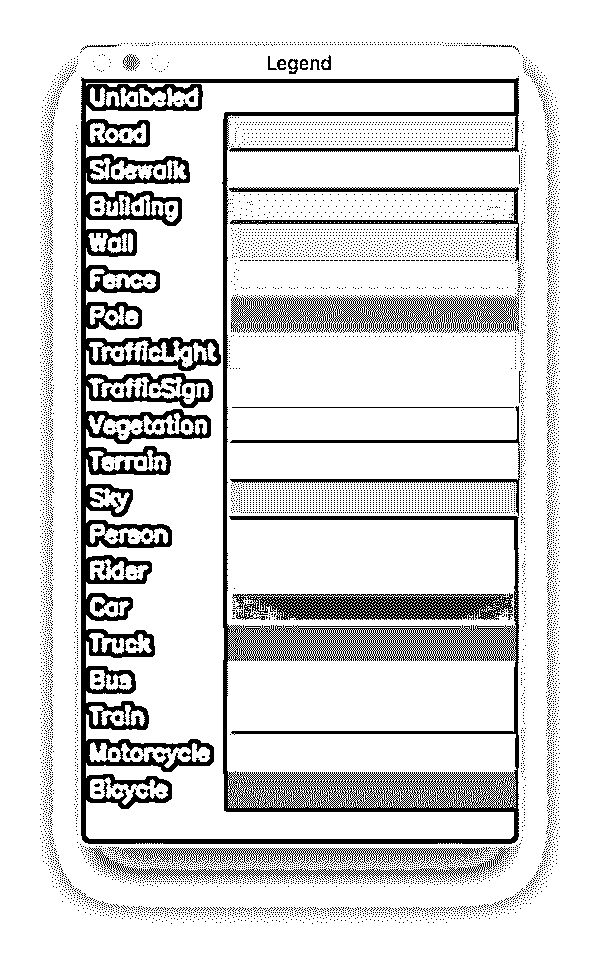 Legend
Unlabeled
Road
Sidewalk
Building
Wall
Fence
Pole
TrafficLight
TrafficSign
Vegetation
Terrain
Sky
Person
Rider
Car
Truck
Bus
Train
Motorcycle
Bicycle